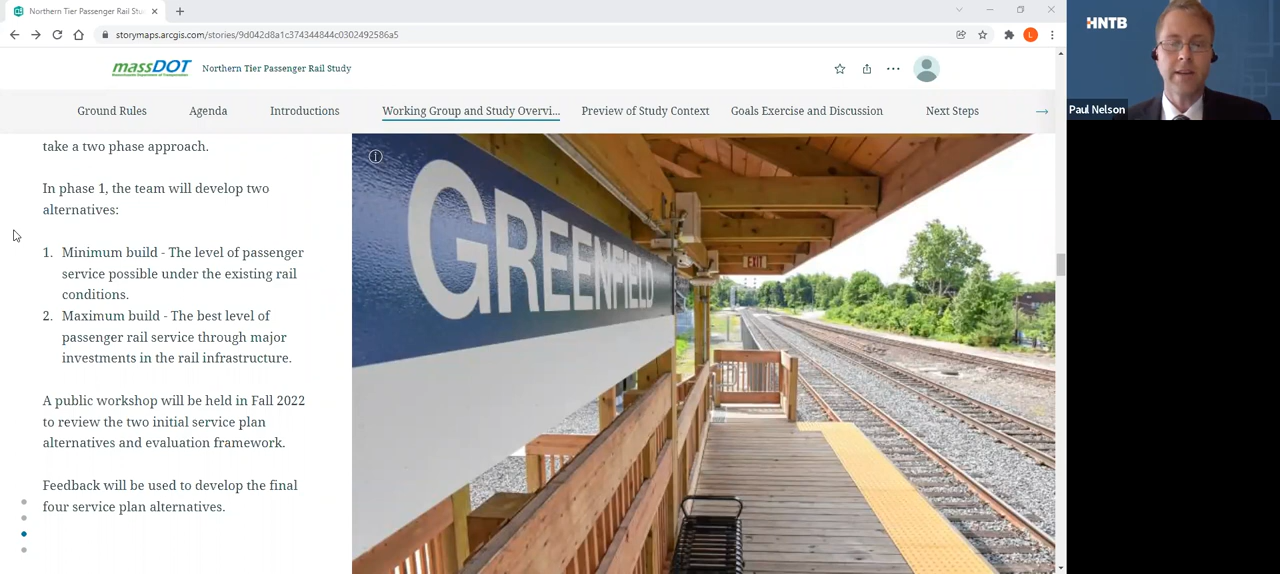 Northern Tier Passenger Rail Stu
storymaps.arcgis.com/stories/9d042d8a1c374344844c0302492586a5
L
HNTB
massDOT
Northern Tier Passenger Rail Study
Ground Rules
Agenda
Introductions
Working Group and Study Overvi...
Preview of Study Context
Goals Exercise and Discussion
Next Steps
Paul Nelson
take a two phase approach.
In phase 1, the team will develop two
alternatives:
1. Minimum build - The level of passenger
service possible under the existing rail
conditions.
2. Maximum build - The best level of
passenger rail service through major
investments in the rail infrastructure.
A public workshop will be held in Fall 2022
to review the two initial service plan
alternatives and evaluation framework.
Feedback will be used to develop the final
four service plan alternatives.
GREENFIELD
EXIT